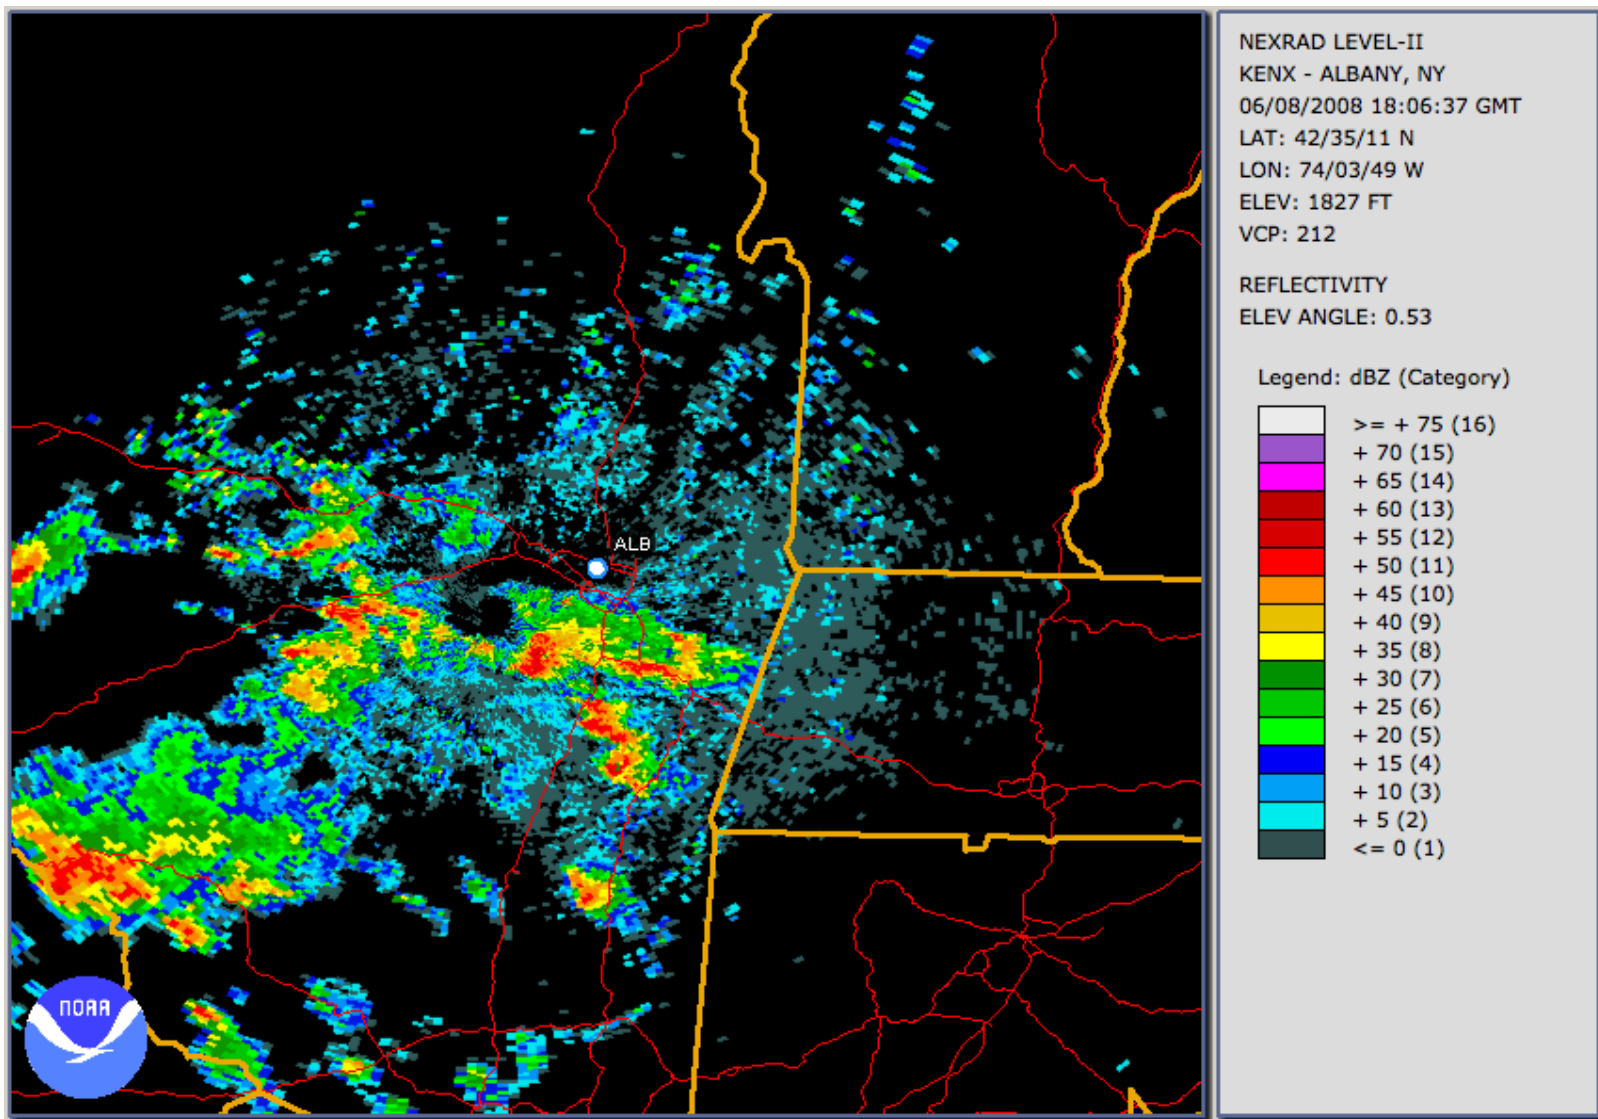 NEXRAD LEVEL-II
KENX - ALBANY, NY
06/08/2008 18:06:37 GMT
LAT: 42/35/11 N
LON: 74/03/49 W
ELEV: 1827 FT
VCP: 212
REFLECTIVITY
ELEV ANGLE: 0.53
Legend: dBZ (Category)
>= + 75 (16)
+ 70 (15)
+ 65 (14)
+ 60 (13)
+ 55 (12)
+ 50 (11)
+ 45 (10)
+ 40 (9)
+ 35 (8)
+ 30 (7)
+ 25 (6)
+ 20 (5)
+ 15 (4)
+ 10 (3)
+ 5 (2)
<= 0 (1)
ALB
NOAA